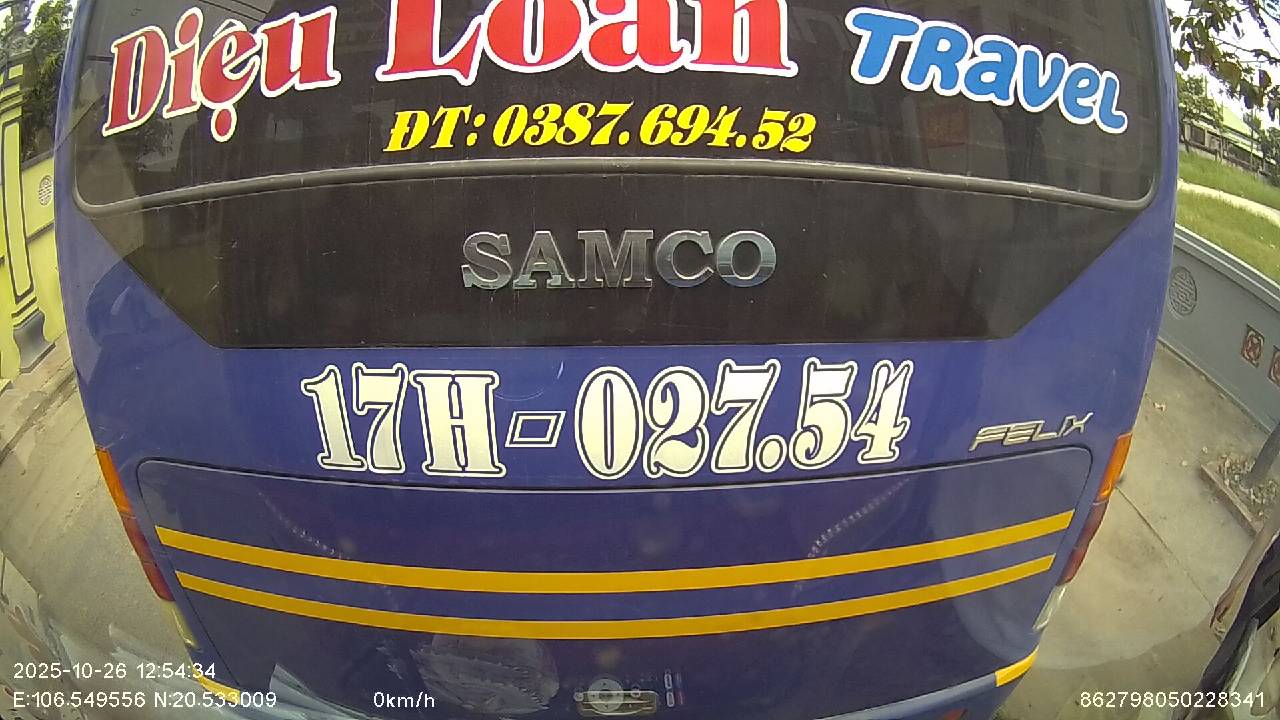 Diệu Loan Travel
ĐT: 0387.694.52
SAMCO
17H-027.54
FELIX
2025-10-26 12:54:34
E:106.549556 N:20.533009 0km/h 862798050228341